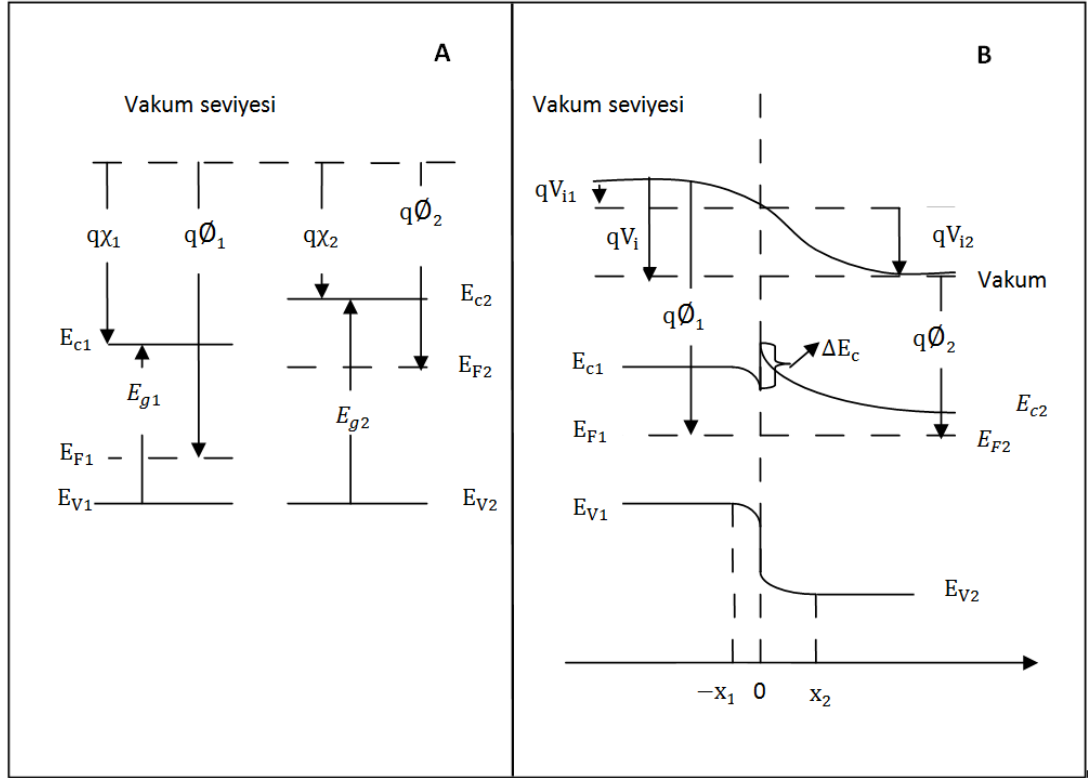 A
Vakum seviyesi
qχ₁
qØ₁
qχ₂
qØ₂
E_c2
E_c1
E_F2
E_g1
E_g2
E_F1
E_V1
E_V2
B
Vakum seviyesi
qV_i1
qV_i
qV_i2
Vakum
qØ₁
qØ₂
ΔE_c
E_c1
E_c2
E_F1
E_F2
E_V1
E_V2
−x₁
0
x₂